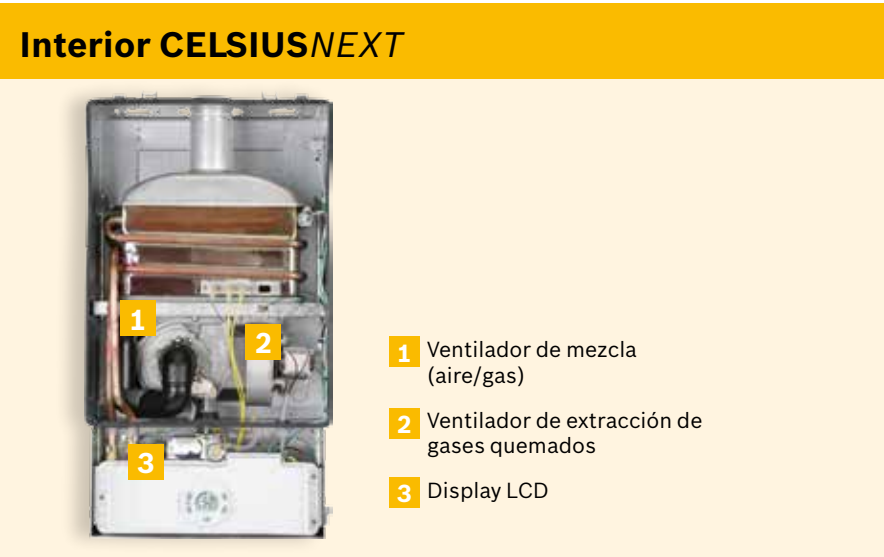 Interior CELSIUSNEXT
1
2
3
1 Ventilador de mezcla
(aire/gas)
2 Ventilador de extracción de
gases quemados
3 Display LCD